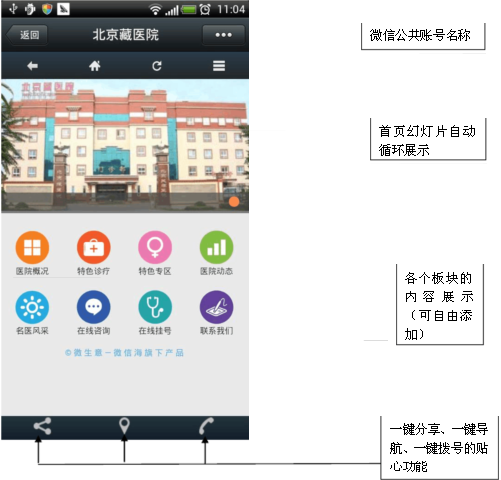 11:04
返回
北京藏医院
微信公共账号名称
北京藏医院
首页幻灯片自动
循环展示
医院概况
特色诊疗
特色专区
医院动态
名医风采
在线咨询
在线挂号
联系我们
各个板块的
内容展示
（可自由添
加）
©微生意-微信海旗下产品
一键分享、一键导
航、一键拨号的贴
心功能